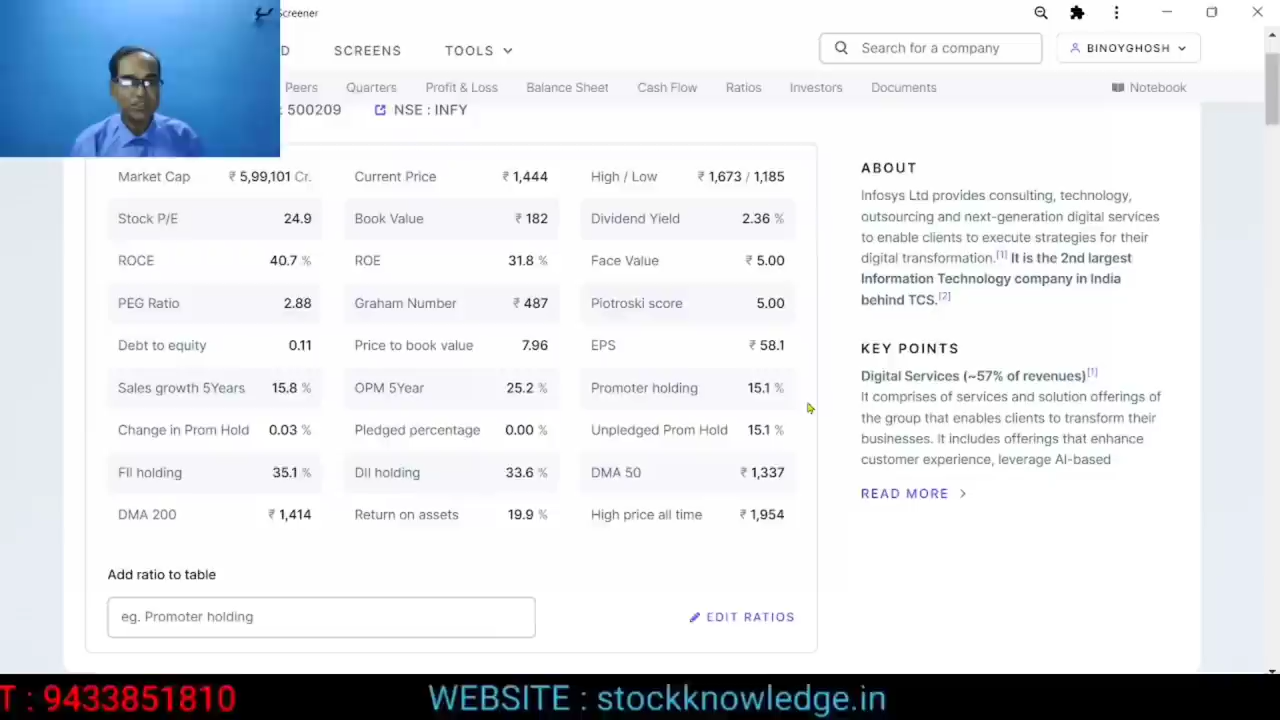 Screener
D SCREENS TOOLS Search for a company BINOYGHOSH
Peers Quarters Profit & Loss Balance Sheet Cash Flow Ratios Investors Documents Notebook
: 500209 NSE : INFY
Market Cap ₹ 5,99,101 Cr. Current Price ₹ 1,444 High / Low ₹ 1,673 / 1,185
Stock P/E 24.9 Book Value ₹ 182 Dividend Yield 2.36 %
ROCE 40.7 % ROE 31.8 % Face Value ₹ 5.00
PEG Ratio 2.88 Graham Number ₹ 487 Piotroski score 5.00
Debt to equity 0.11 Price to book value 7.96 EPS ₹ 58.1
Sales growth 5Years 15.8 % OPM 5Year 25.2 % Promoter holding 15.1 %
Change in Prom Hold 0.03 % Pledged percentage 0.00 % Unpledged Prom Hold 15.1 %
FII holding 35.1 % DII holding 33.6 % DMA 50 ₹ 1,337
DMA 200 ₹ 1,414 Return on assets 19.9 % High price all time ₹ 1,954
Add ratio to table
eg. Promoter holding EDIT RATIOS
ABOUT
Infosys Ltd provides consulting, technology,
outsourcing and next-generation digital services
to enable clients to execute strategies for their
digital transformation.[1] It is the 2nd largest
Information Technology company in India
behind TCS.[2]
KEY POINTS
Digital Services (~57% of revenues)[1]
It comprises of services and solution offerings of
the group that enables clients to transform their
businesses. It includes offerings that enhance
customer experience, leverage AI-based
READ MORE >
T : 9433851810 WEBSITE : stockknowledge.in